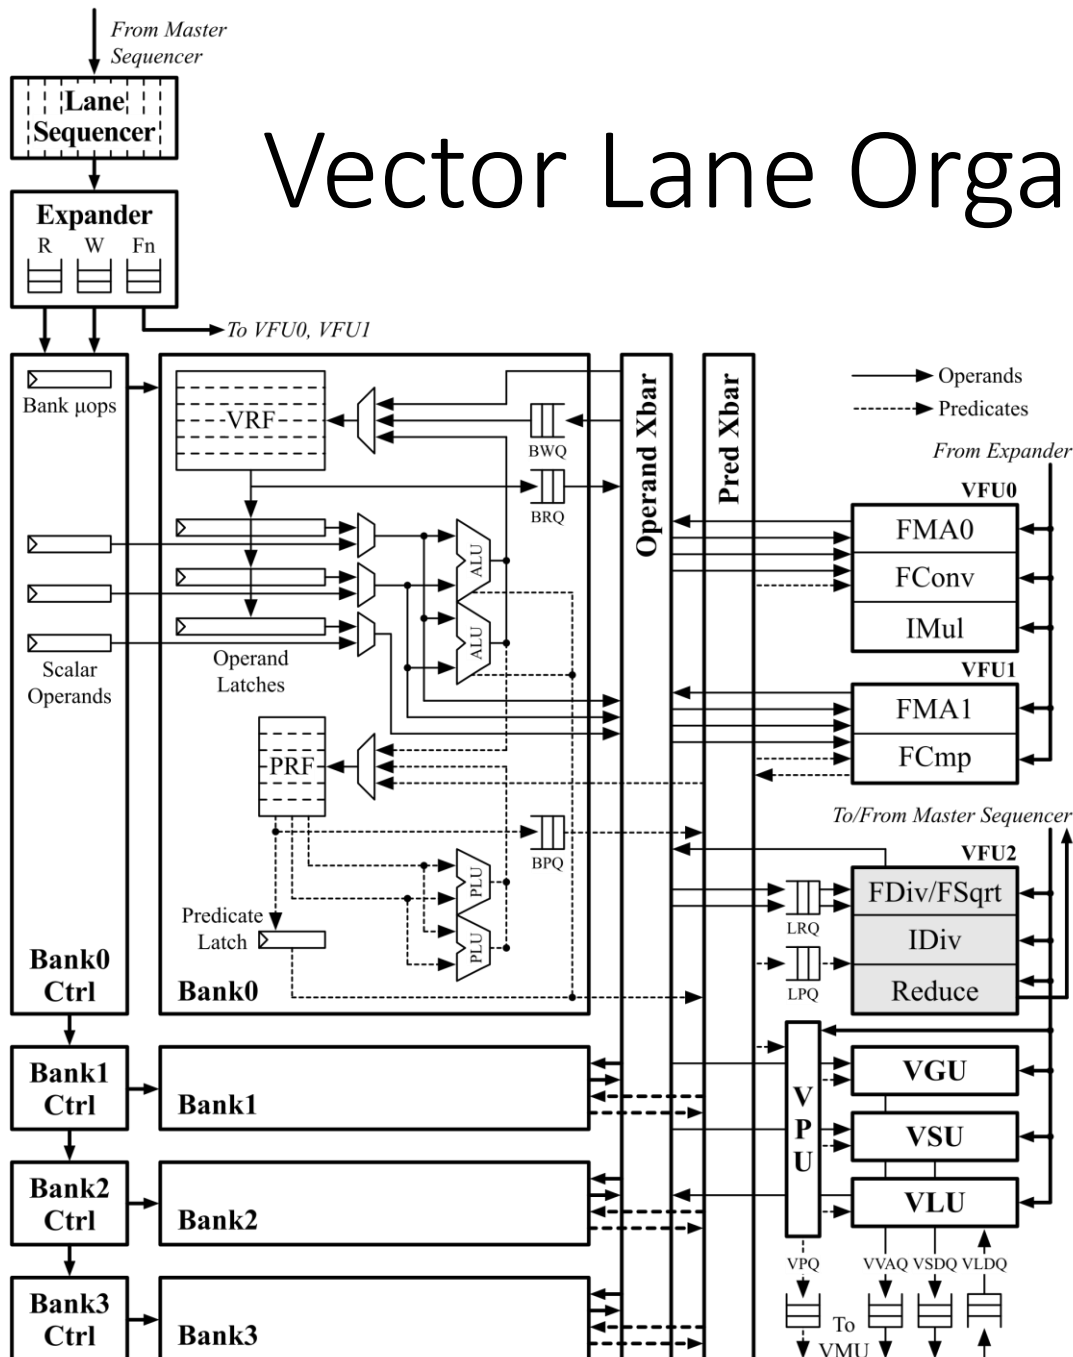 From Master
Sequencer
Lane
Sequencer
Vector Lane Orga
Expander
R W Fn
To VFU0, VFU1
Bank μops
Scalar
Operands
Bank0
Ctrl
VRF
BWQ
BRQ
ALU
ALU
Operand
Latches
PRF
BPQ
PLU
PLU
Predicate
Latch
Bank0
Operand Xbar
Pred Xbar
Operands
Predicates
From Expander
VFU0
FMA0
FConv
IMul
VFU1
FMA1
FCmp
To/From Master Sequencer
VFU2
FDiv/FSqrt
IDiv
Reduce
LRQ
LPQ
Bank1
Ctrl
Bank1
VPU
VGU
VSU
VLU
Bank2
Ctrl
Bank2
VPQ VVAQ VSDQ VLDQ
Bank3
Ctrl
Bank3
To
VMU